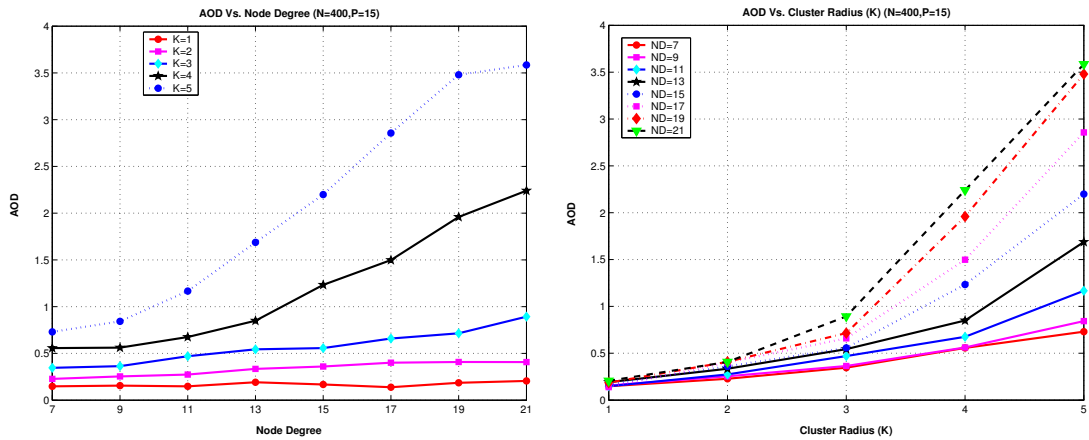 AOD Vs. Node Degree (N=400,P=15)
4
3.5
3
2.5
2
1.5
1
0.5
0
AOD
K=1
K=2
K=3
K=4
K=5
7 9 11 13 15 17 19 21
Node Degree
AOD Vs. Cluster Radius (K) (N=400,P=15)
4
3.5
3
2.5
2
1.5
1
0.5
0
AOD
ND=7
ND=9
ND=11
ND=13
ND=15
ND=17
ND=19
ND=21
1 2 3 4 5
Cluster Radius (K)